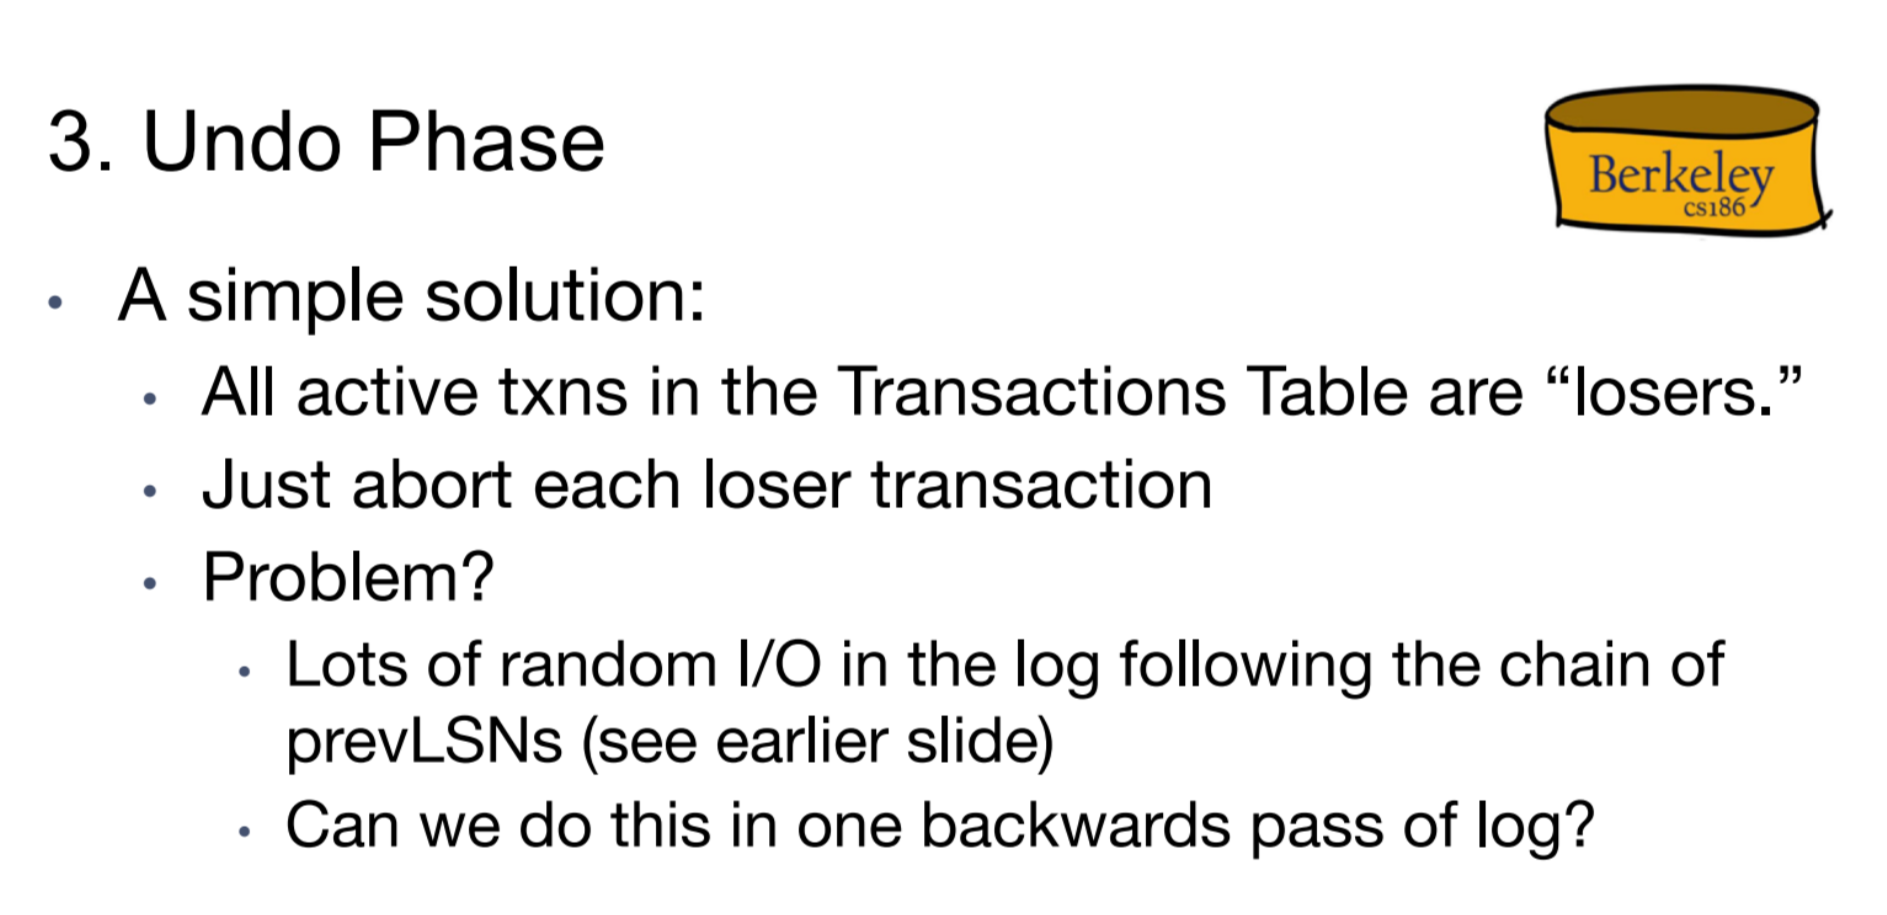 3. Undo Phase
Berkeley
cs186
• A simple solution:
• All active txns in the Transactions Table are “losers.”
• Just abort each loser transaction
• Problem?
• Lots of random I/O in the log following the chain of
prevLSNs (see earlier slide)
• Can we do this in one backwards pass of log?